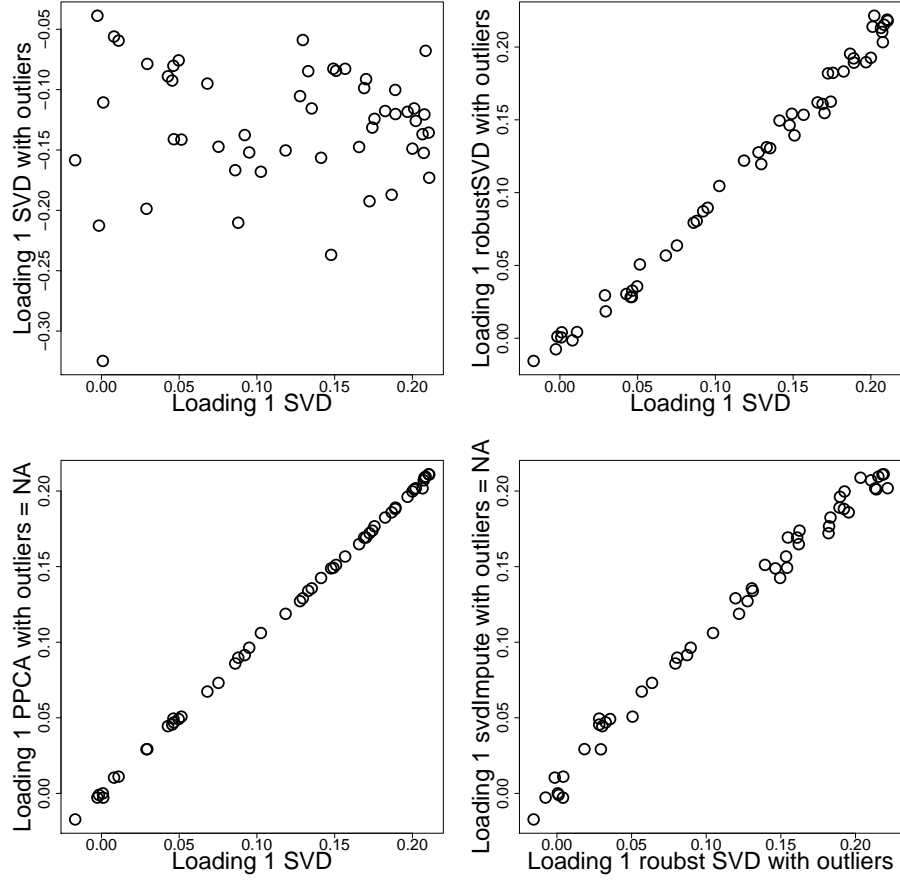 Loading 1 SVD with outliers
−0.05
−0.10
−0.15
−0.20
−0.25
−0.30
0.00 0.05 0.10 0.15 0.20
Loading 1 SVD
Loading 1 robustSVD with outliers
0.20
0.15
0.10
0.05
0.00
0.00 0.05 0.10 0.15 0.20
Loading 1 SVD
Loading 1 PPCA with outliers = NA
0.20
0.15
0.10
0.05
0.00
0.00 0.05 0.10 0.15 0.20
Loading 1 SVD
Loading 1 svdImpute with outliers = NA
0.20
0.15
0.10
0.05
0.00
0.00 0.05 0.10 0.15 0.20
Loading 1 roubst SVD with outliers